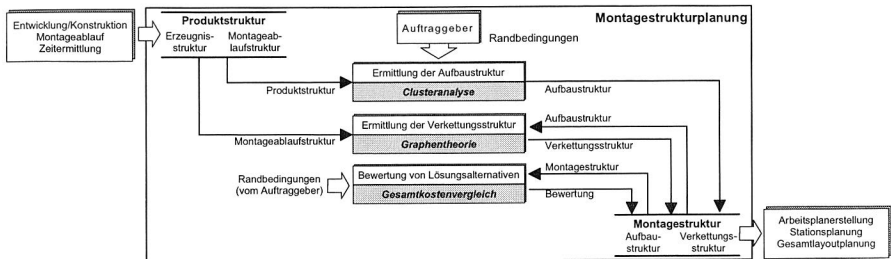 Entwicklung/Konstruktion
Montageablauf
Zeitermittlung
Produktstruktur
Erzeugnis-
struktur
Montageab-
laufstruktur
Auftraggeber
Randbedingungen
Montagestrukturplanung
Produktstruktur
Ermittlung der Aufbaustruktur
Clusteranalyse
Aufbaustruktur
Montageablaufstruktur
Ermittlung der Verkettungsstruktur
Graphentheorie
Aufbaustruktur
Verkettungsstruktur
Randbedingungen
(vom Auftraggeber)
Bewertung von Lösungsalternativen
Gesamtkostenvergleich
Montagestruktur
Bewertung
Montagestruktur
Aufbau-
struktur
Verkettungs-
struktur
Arbeitsplanerstellung
Stationsplanung
Gesamtlayoutplanung